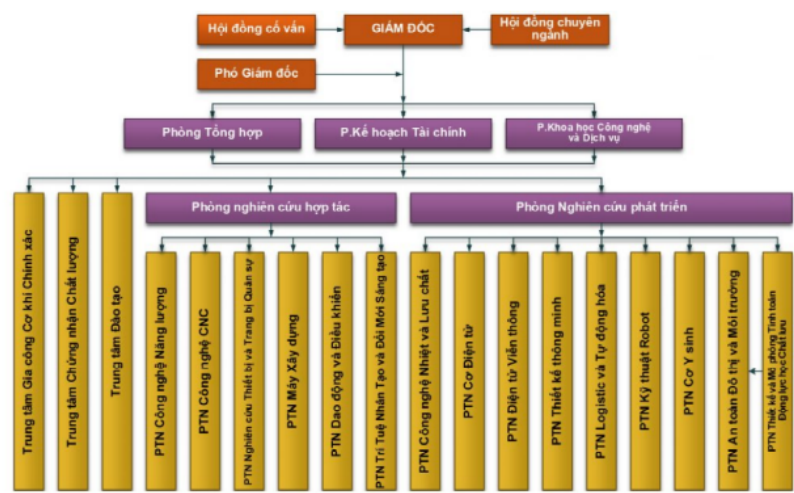 Hội đồng cố vấn
GIÁM ĐỐC
Hội đồng chuyên
ngành
Phó Giám đốc
Phòng Tổng hợp
P.Kế hoạch Tài chính
P.Khoa học Công nghệ
và Dịch vụ
Phòng nghiên cứu hợp tác
Phòng Nghiên cứu phát triển
Trung tâm Gia công Cơ khí Chính xác
Trung tâm Chứng nhận Chất lượng
Trung tâm Đào tạo
PTN Công nghệ Năng lượng
PTN Công nghệ CNC
PTN Nghiên cứu Thiết bị và Trang bị Quân sự
PTN Máy Xây dựng
PTN Dao động và Điều khiển
PTN Trí Tuệ Nhân Tạo và Đổi Mới Sáng tạo
PTN Công nghệ Nhiệt và Lưu chất
PTN Cơ Điện tử
PTN Điện tử Viễn thông
PTN Thiết kế thông minh
PTN Logistic và Tự động hóa
PTN Kỹ thuật Robot
PTN Cơ Y sinh
PTN An toàn Đô thị và Môi trường
PTN Thiết kế và Mô phỏng Tính toán
Động lực học Chất lưu